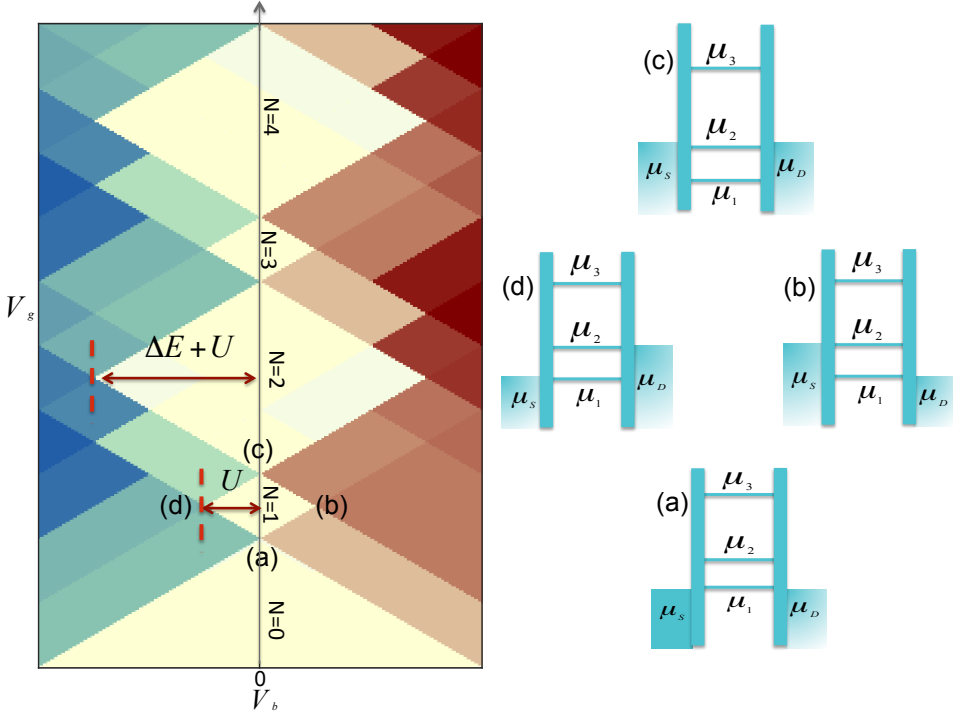 V_g
N=4
N=3
ΔE + U
N=2
(c)
U
(d)
N=1
(b)
(a)
N=0
0
V_b
(c)
μ_3
μ_2
μ_S
μ_D
μ_1
(d)
μ_3
μ_2
μ_S
μ_D
μ_1
(b)
μ_3
μ_2
μ_S
μ_D
μ_1
(a)
μ_3
μ_2
μ_S
μ_D
μ_1